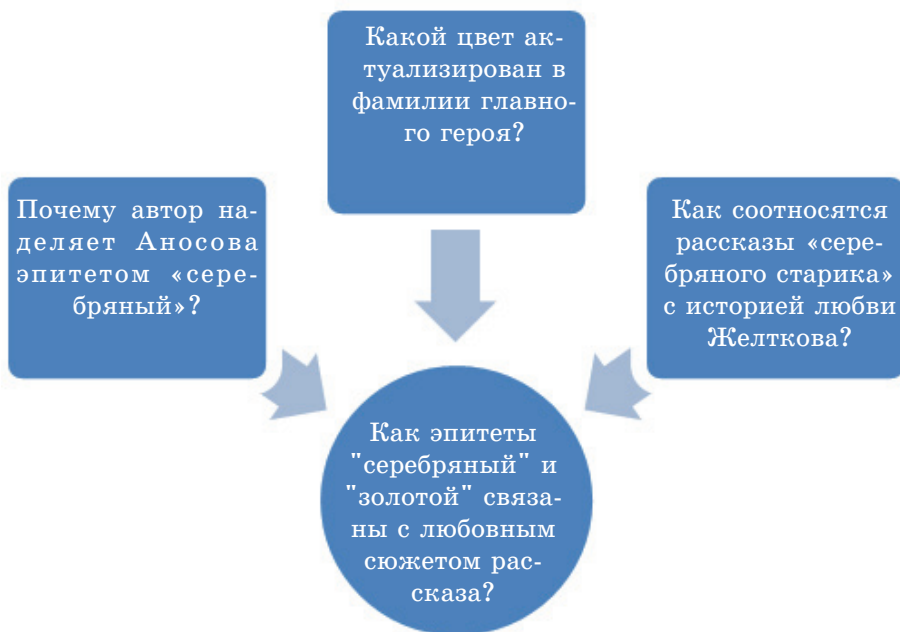 Какой цвет ак-
туализирован в
фамилии главно-
го героя?
Почему автор на-
деляет Аносова
эпитетом «сере-
бряный»?
Как соотносятся
рассказы «сере-
бряного старика»
с историей любви
Желткова?
Как эпитеты
"серебряный" и
"золотой" связа-
ны с любовным
сюжетом рас-
сказа?